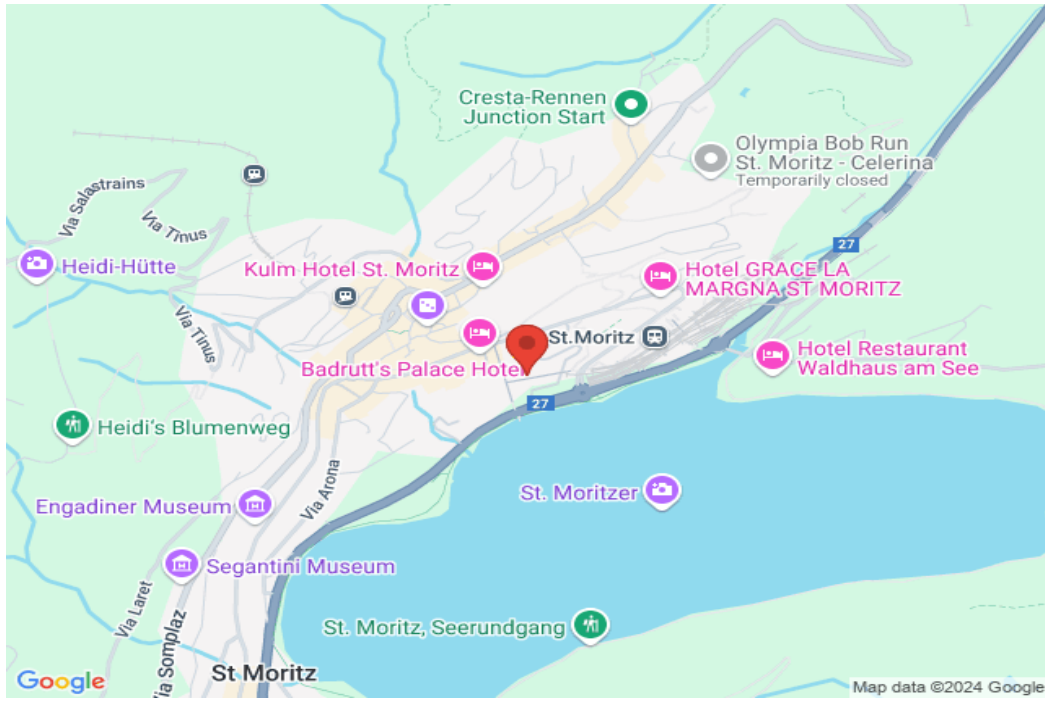 Cresta-Rennen
Junction Start
Olympia Bob Run
St. Moritz - Celerina
Temporarily closed
Via Salastrains
Via Tinus
27
Heidi-Hütte
Kulm Hotel St. Moritz
Hotel GRACE LA
MARGNA ST MORITZ
Via Tinus
St.Moritz
Hotel Restaurant
Waldhaus am See
Badrutt's Palace Hotel
27
Heidi's Blumenweg
Via Arona
St. Moritzer
Engadiner Museum
Segantini Museum
Via Laret
St. Moritz, Seerundgang
Via Somplaz
St Moritz
Google
Map data ©2024 Google